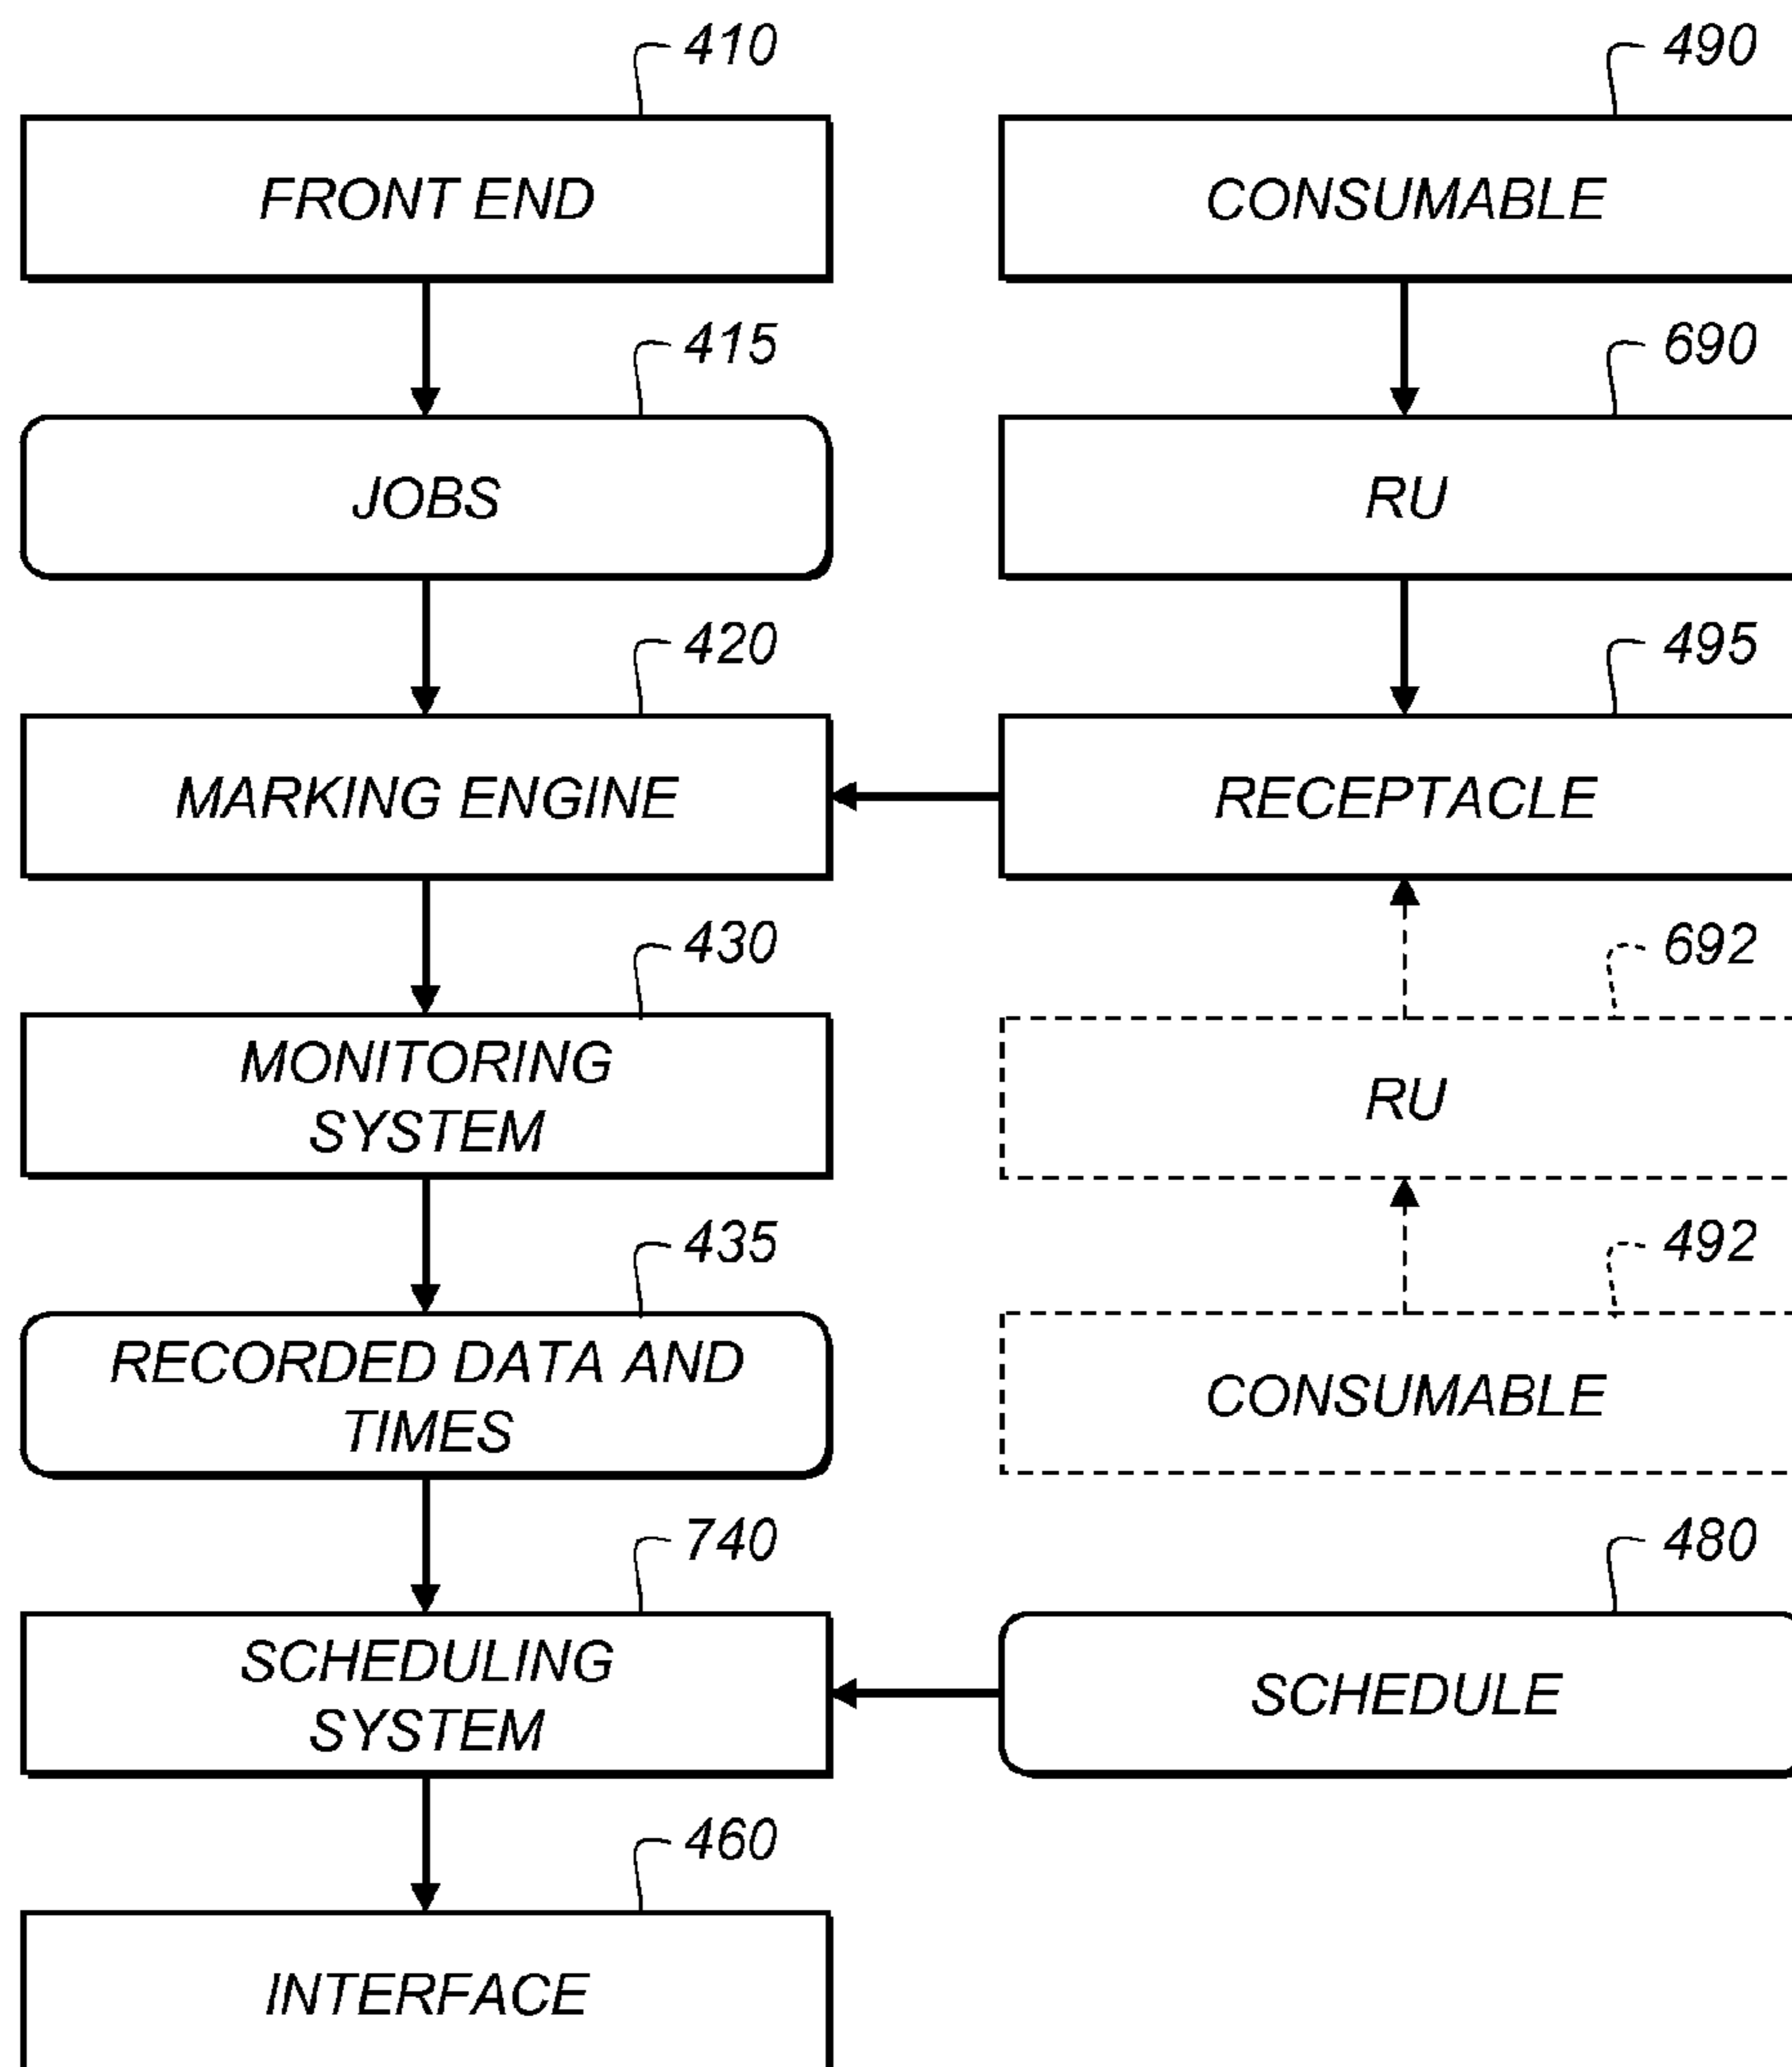 410
FRONT END
490
CONSUMABLE
415
JOBS
690
RU
420
MARKING ENGINE
495
RECEPTACLE
430
MONITORING
SYSTEM
692
RU
435
RECORDED DATA AND
TIMES
492
CONSUMABLE
740
SCHEDULING
SYSTEM
480
SCHEDULE
460
INTERFACE